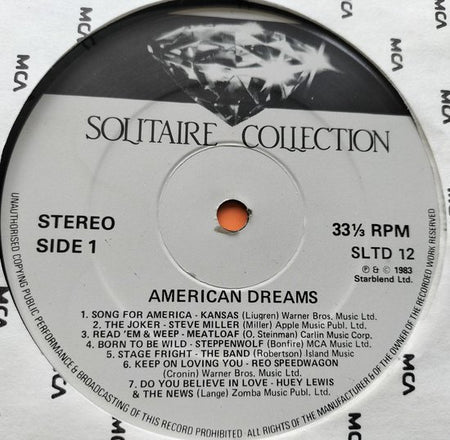 SOLITAIRE COLLECTION
STEREO
SIDE 1
33⅓ RPM
SLTD 12
℗ & © 1983
Starblend Ltd.
AMERICAN DREAMS
1. SONG FOR AMERICA - KANSAS (Liugren) Warner Bros. Music Ltd.
2. THE JOKER - STEVE MILLER (Miller) Apple Music Publ. Ltd.
3. READ 'EM & WEEP - MEATLOAF (O. Steinman) Carlin Music Corp.
4. BORN TO BE WILD - STEPPENWOLF (Bonfire) MCA Music Ltd.
5. STAGE FRIGHT - THE BAND (Robertson) Island Music
6. KEEP ON LOVING YOU - REO SPEEDWAGON
(Cronin) Warner Bros. Music Ltd.
7. DO YOU BELIEVE IN LOVE - HUEY LEWIS
& THE NEWS (Lange) Zomba Music Publ. Ltd.
UNAUTHORISED COPYING PUBLIC PERFORMANCE & BROADCASTING OF THIS RECORD PROHIBITED ALL RIGHTS OF THE MANUFACTURER & OF THE OWNER OF THE RECORDED WORK RESERVED
MCA
MCA
MCA
MCA
MCA
MCA